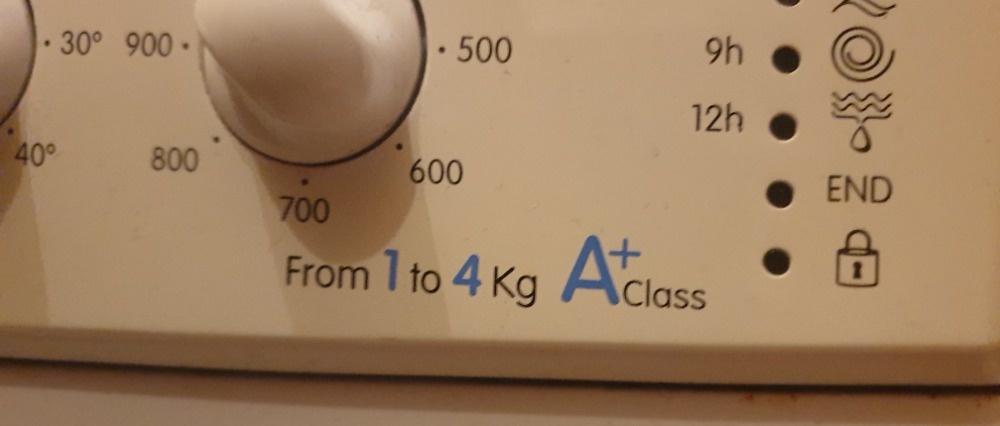 30° 900 500 9h
12h
40° 800 600
700 END
From 1 to 4 Kg A+ Class